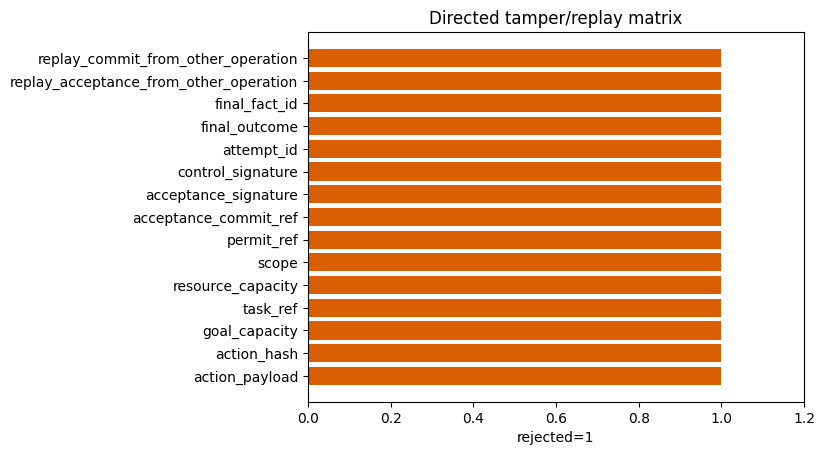 Directed tamper/replay matrix
replay_commit_from_other_operation
replay_acceptance_from_other_operation
final_fact_id
final_outcome
attempt_id
control_signature
acceptance_signature
acceptance_commit_ref
permit_ref
scope
resource_capacity
task_ref
goal_capacity
action_hash
action_payload
0.0 0.2 0.4 0.6 0.8 1.0 1.2
rejected=1